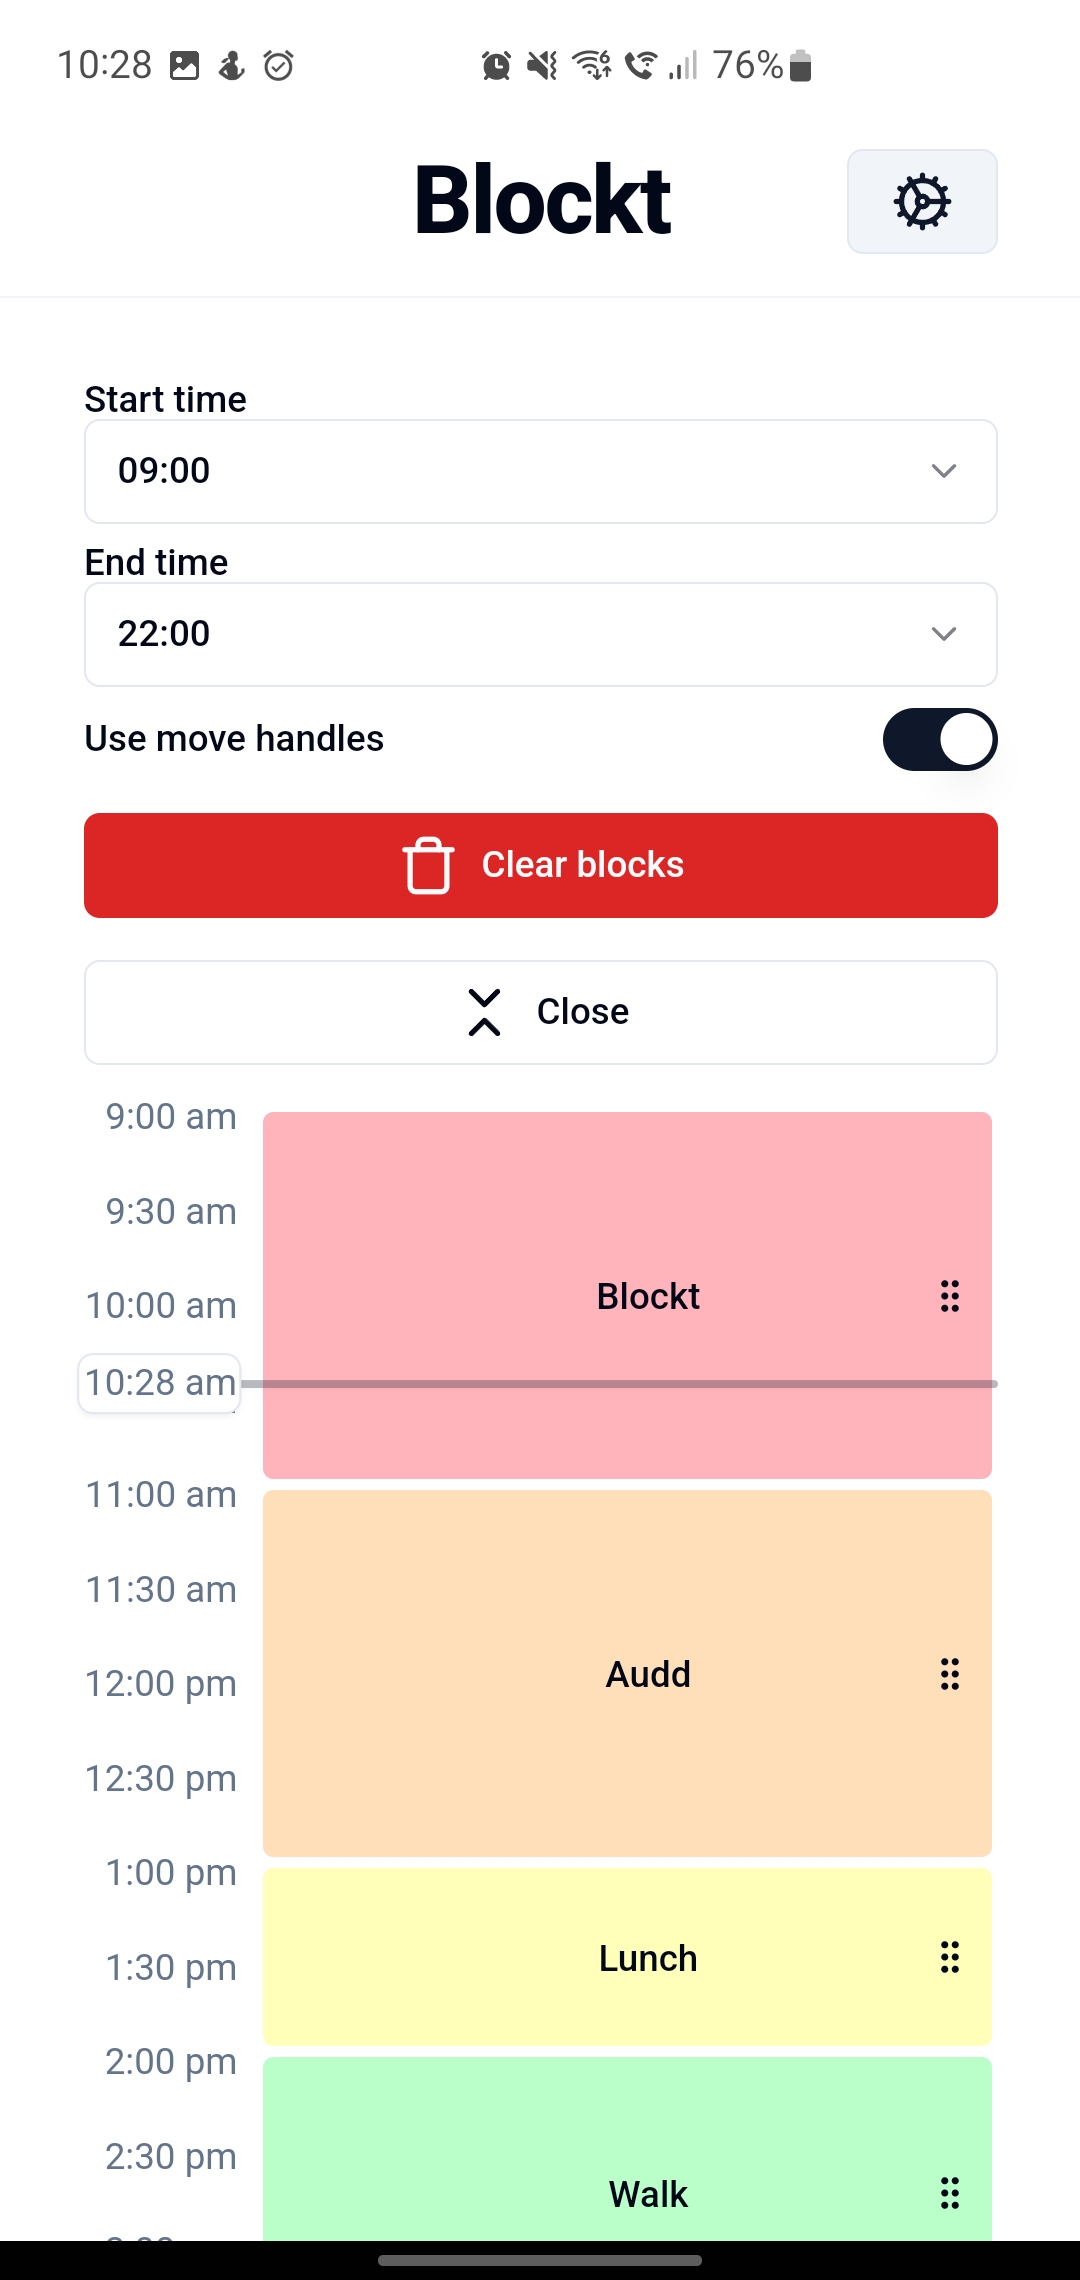 10:28
76%
Blockt
Start time
09:00
End time
22:00
Use move handles
Clear blocks
Close
9:00 am
9:30 am
10:00 am
Blockt
10:28 am
11:00 am
11:30 am
12:00 pm
Audd
12:30 pm
1:00 pm
Lunch
1:30 pm
2:00 pm
2:30 pm
Walk